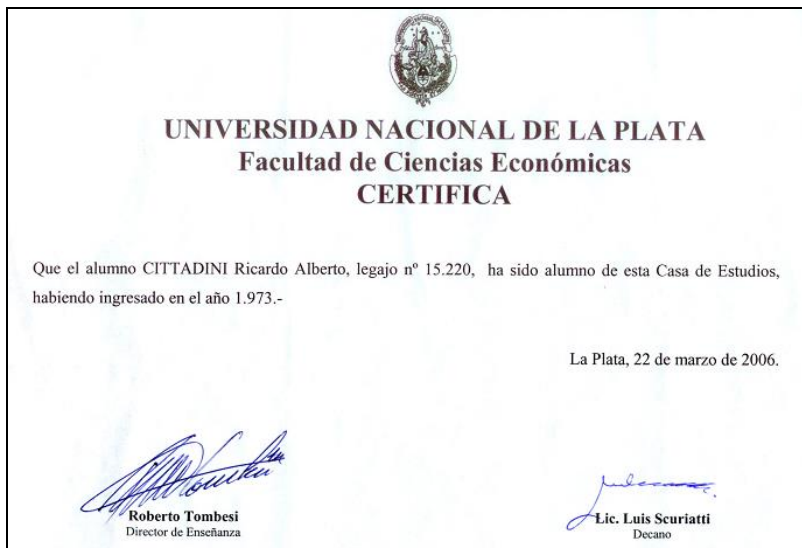 UNIVERSIDAD NACIONAL DE LA PLATA
Facultad de Ciencias Económicas
CERTIFICA
Que el alumno CITTADINI Ricardo Alberto, legajo nº 15.220, ha sido alumno de esta Casa de Estudios,
habiendo ingresado en el año 1.973.-
La Plata, 22 de marzo de 2006.
Roberto Tombesi
Director de Enseñanza
Lic. Luis Scuriatti
Decano